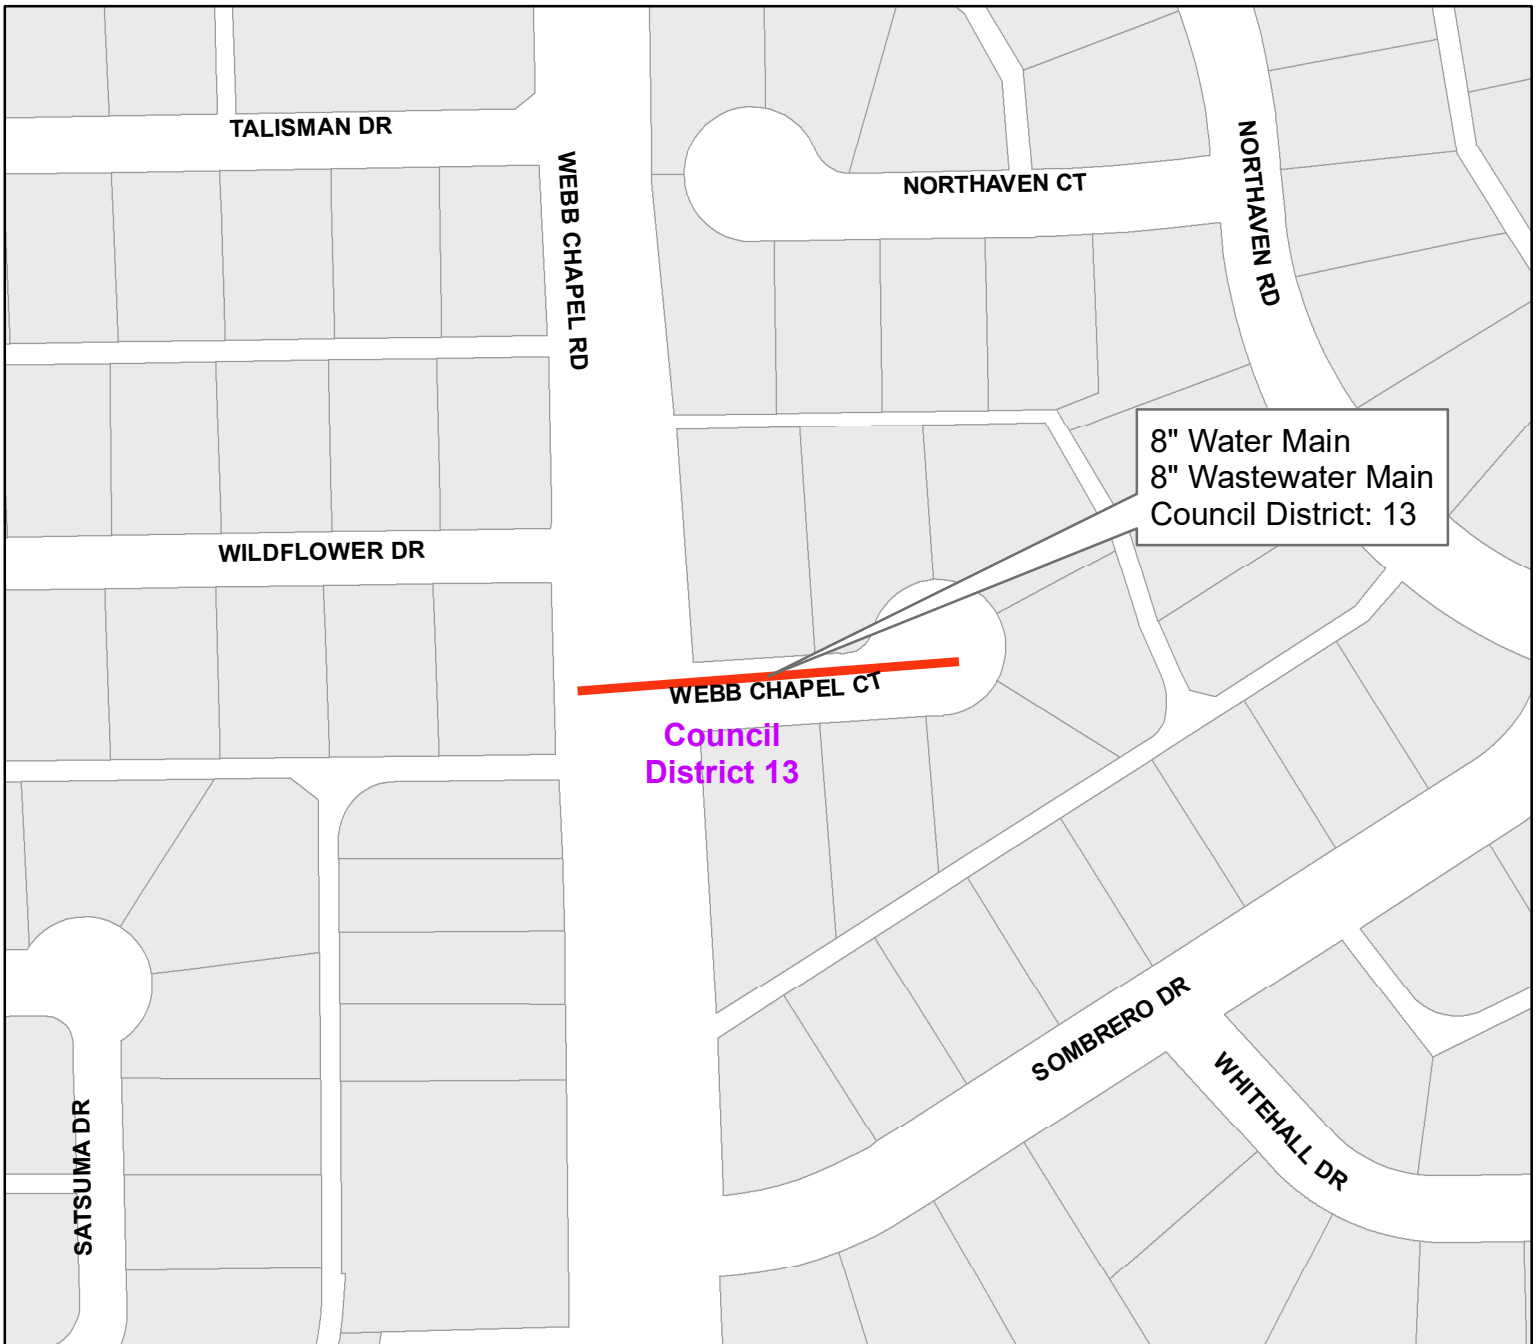 TALISMAN DR
WEBB CHAPEL RD
NORTHAVEN CT
NORTHAVEN RD
8" Water Main
8" Wastewater Main
Council District: 13
WILDFLOWER DR
WEBB CHAPEL CT
Council
District 13
SOMBRERO DR
WHITEHALL DR
SATSUMA DR